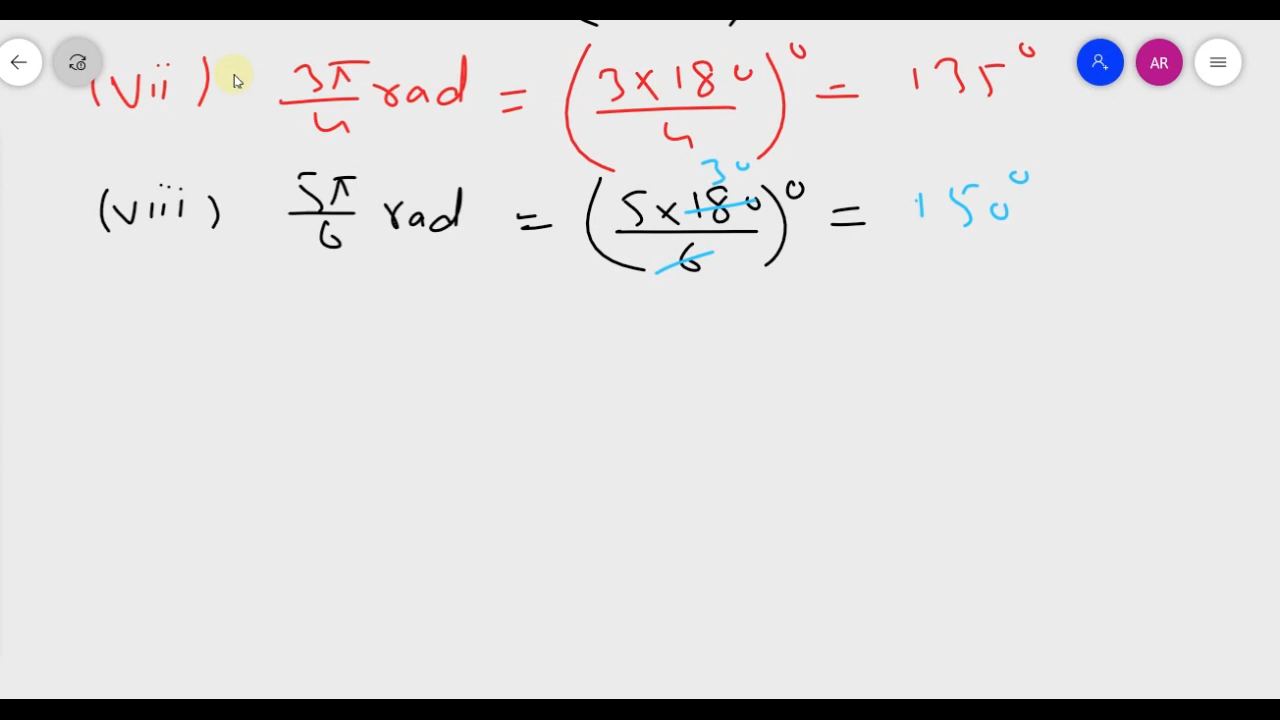 (vii) 3π/4 rad = (3×180/4)° = 135°
(viii) 5π/6 rad = (5×180/6)° = 150°
30
AR